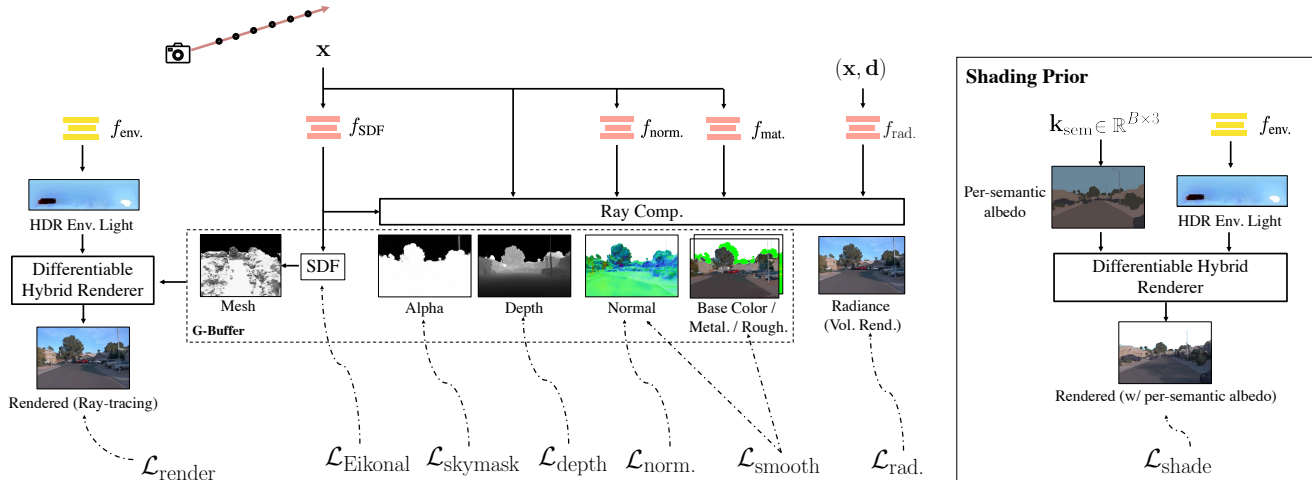 x
(x, d)
Shading Prior
f_env.
f_SDF
f_norm.
f_mat.
f_rad.
k_sem ∈ ℝ^{B×3}
f_env.
Ray Comp.
Per-semantic
albedo
HDR Env. Light
HDR Env. Light
SDF
Differentiable
Hybrid Renderer
Differentiable Hybrid
Renderer
Mesh
Alpha
Depth
Normal
Base Color /
Metal. / Rough.
Radiance
(Vol. Rend.)
G-Buffer
Rendered (Ray-tracing)
Rendered (w/ per-semantic albedo)
ℒ_render
ℒ_Eikonal
ℒ_skymask
ℒ_depth
ℒ_norm.
ℒ_smooth
ℒ_rad.
ℒ_shade